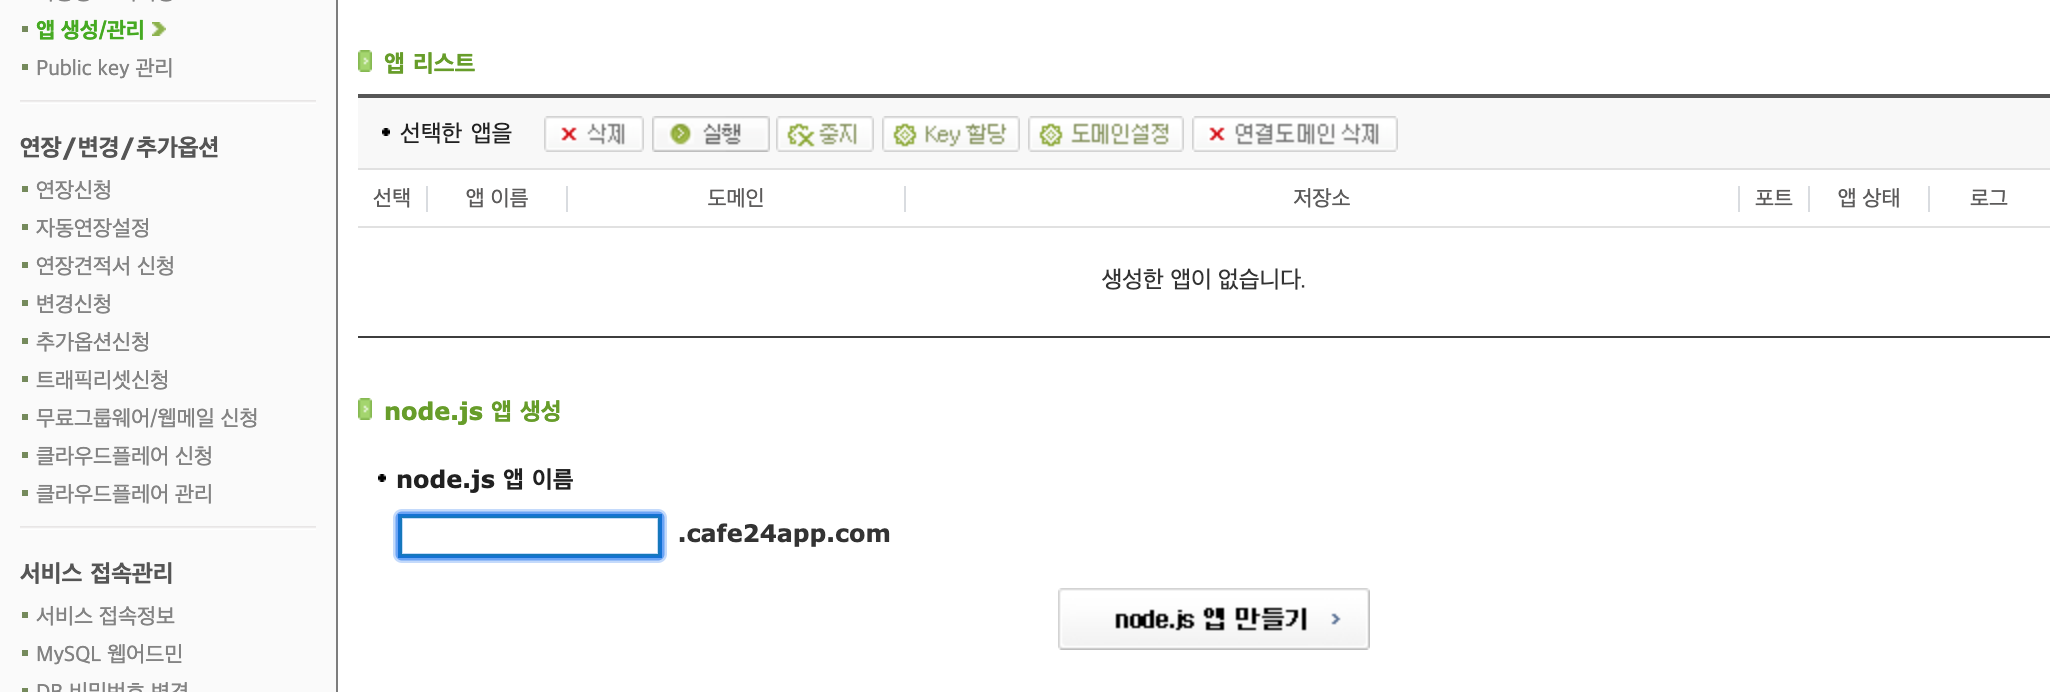 앱 생성/관리
Public key 관리
연장/변경/추가옵션
연장신청
자동연장설정
연장견적서 신청
변경신청
추가옵션신청
트래픽리셋신청
무료그룹웨어/웹메일 신청
클라우드플레어 신청
클라우드플레어 관리
서비스 접속관리
서비스 접속정보
MySQL 웹어드민
DB 비밀번호 변경
앱 리스트
선택한 앱을 삭제 실행 중지 Key 할당 도메인설정 연결도메인 삭제
선택 앱 이름 도메인 저장소 포트 앱 상태 로그
생성한 앱이 없습니다.
node.js 앱 생성
node.js 앱 이름
.cafe24app.com
node.js 앱 만들기